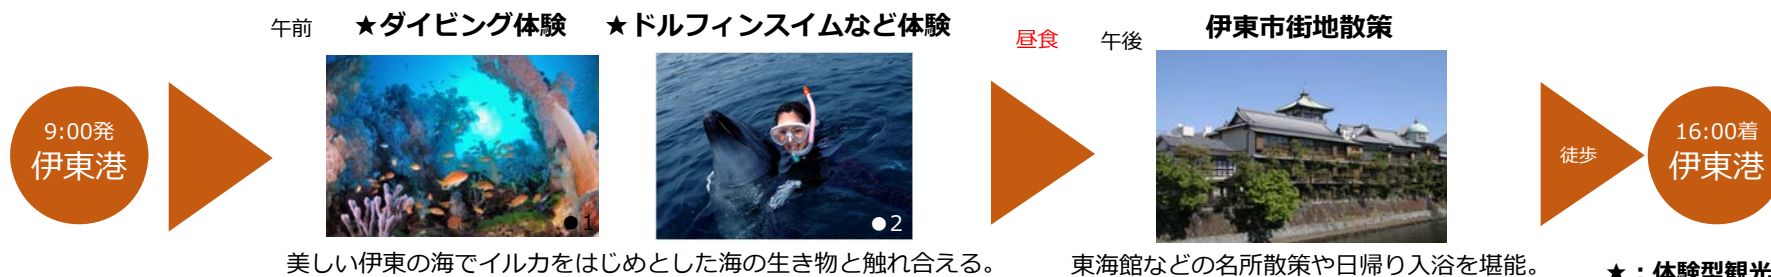 午前
★ダイビング体験
★ドルフィンスイムなど体験
昼食
午後
伊東市街地散策
9:00発
伊東港
●1
●2
徒歩
16:00着
伊東港
美しい伊東の海でイルカをはじめとした海の生き物と触れ合える。
東海館などの名所散策や日帰り入浴を堪能。
★：体験型観光